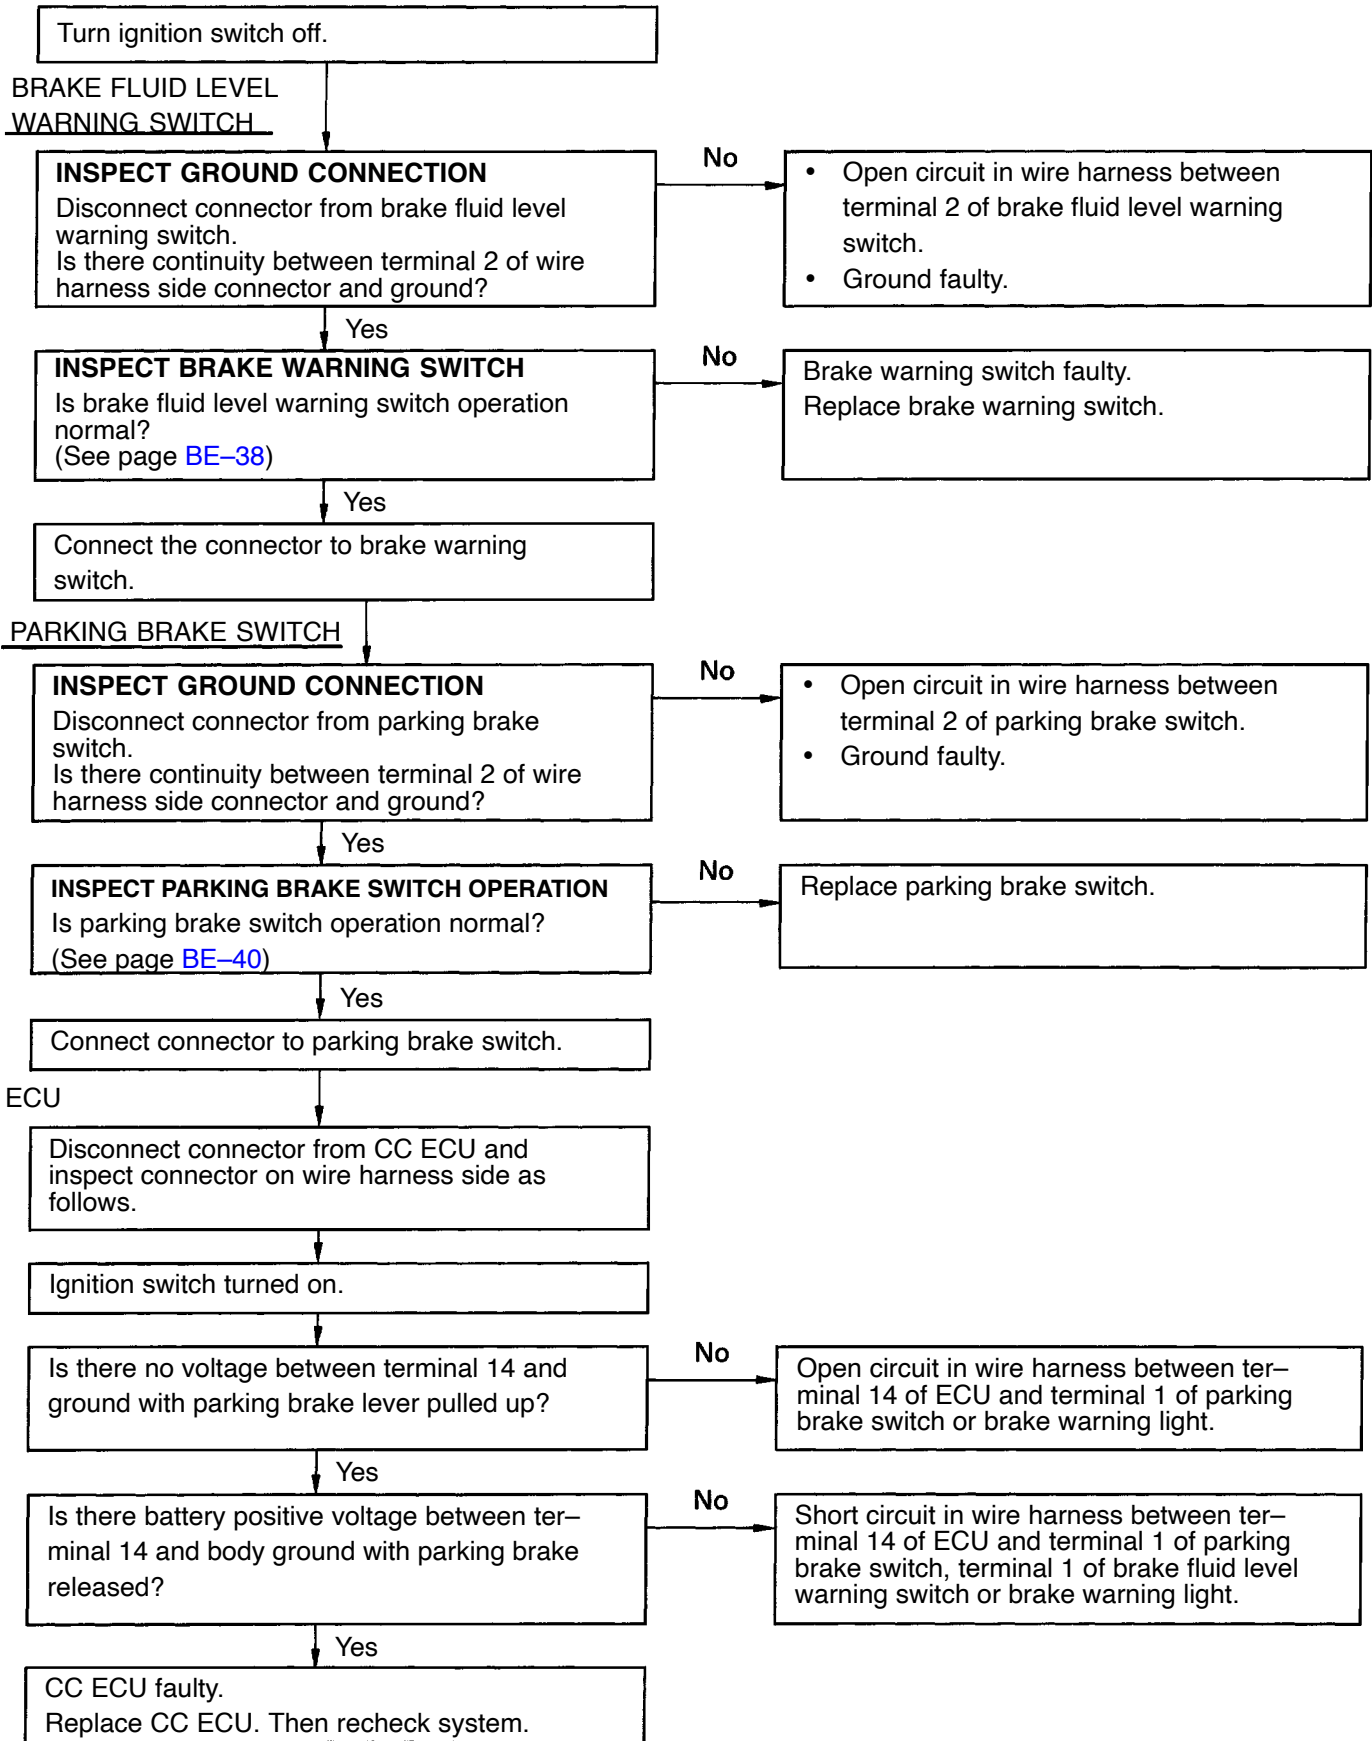 Turn ignition switch off.
BRAKE FLUID LEVEL
WARNING SWITCH
INSPECT GROUND CONNECTION
Disconnect connector from brake fluid level
warning switch.
Is there continuity between terminal 2 of wire
harness side connector and ground?
No
• Open circuit in wire harness between
terminal 2 of brake fluid level warning
switch.
• Ground faulty.
Yes
INSPECT BRAKE WARNING SWITCH
Is brake fluid level warning switch operation
normal?
(See page BE–38)
No
Brake warning switch faulty.
Replace brake warning switch.
Yes
Connect the connector to brake warning
switch.
PARKING BRAKE SWITCH
INSPECT GROUND CONNECTION
Disconnect connector from parking brake
switch.
Is there continuity between terminal 2 of wire
harness side connector and ground?
No
• Open circuit in wire harness between
terminal 2 of parking brake switch.
• Ground faulty.
Yes
INSPECT PARKING BRAKE SWITCH OPERATION
Is parking brake switch operation normal?
(See page BE–40)
No
Replace parking brake switch.
Yes
Connect connector to parking brake switch.
ECU
Disconnect connector from CC ECU and
inspect connector on wire harness side as
follows.
Ignition switch turned on.
Is there no voltage between terminal 14 and
ground with parking brake lever pulled up?
No
Open circuit in wire harness between ter–
minal 14 of ECU and terminal 1 of parking
brake switch or brake warning light.
Yes
Is there battery positive voltage between ter–
minal 14 and body ground with parking brake
released?
No
Short circuit in wire harness between ter–
minal 14 of ECU and terminal 1 of parking
brake switch, terminal 1 of brake fluid level
warning switch or brake warning light.
Yes
CC ECU faulty.
Replace CC ECU. Then recheck system.